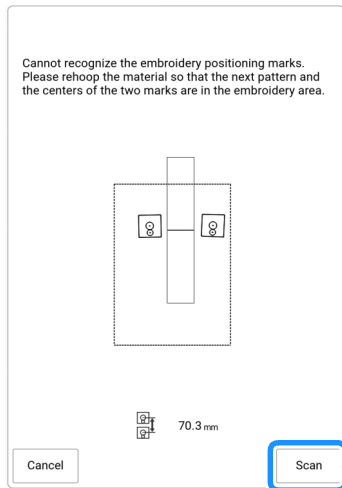 Cannot recognize the embroidery positioning marks.
Please rehoop the material so that the next pattern and
the centers of the two marks are in the embroidery area.
70.3 mm
Cancel
Scan